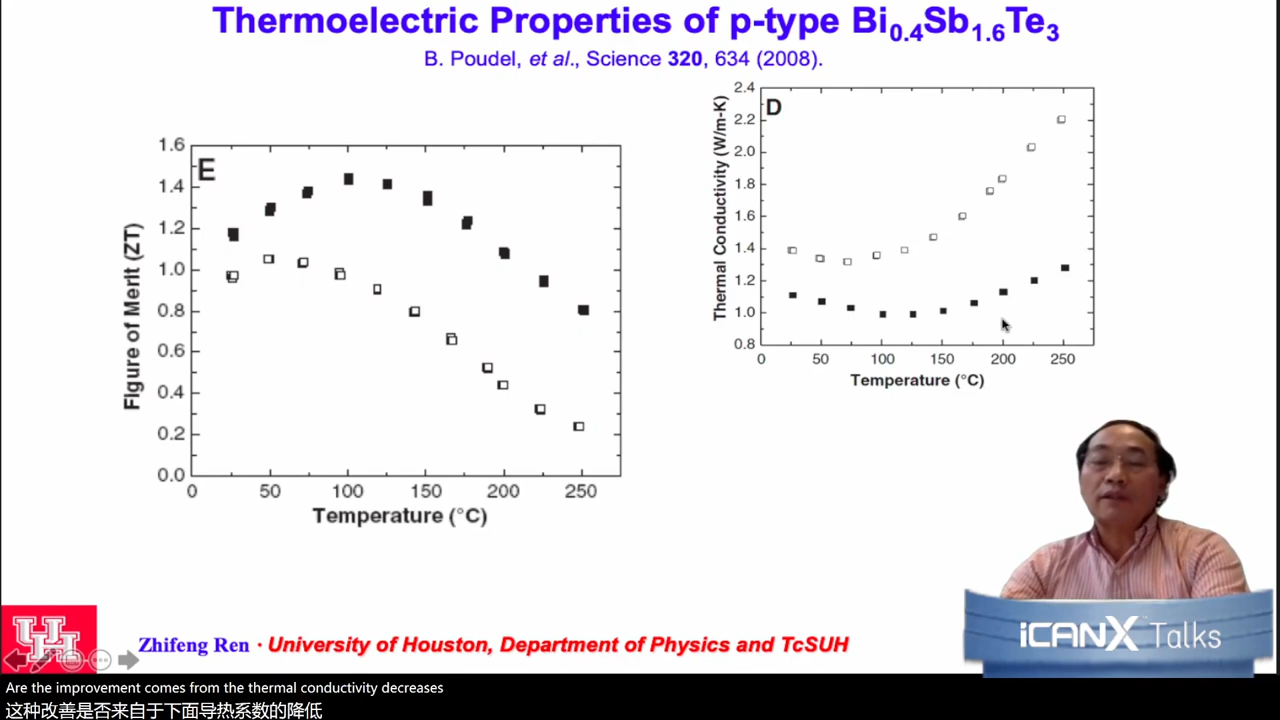 Thermoelectric Properties of p-type Bi0.4Sb1.6Te3
B. Poudel, et al., Science 320, 634 (2008).
E
Figure of Merit (ZT)
1.6
1.4
1.2
1.0
0.8
0.6
0.4
0.2
0.0
0 50 100 150 200 250
Temperature (°C)
D
Thermal Conductivity (W/m-K)
2.4
2.2
2.0
1.8
1.6
1.4
1.2
1.0
0.8
0 50 100 150 200 250
Temperature (°C)
iCANX Talks
UH
Zhifeng Ren · University of Houston, Department of Physics and TcSUH
Are the improvement comes from the thermal conductivity decreases
这种改善是否来自于下面导热系数的降低